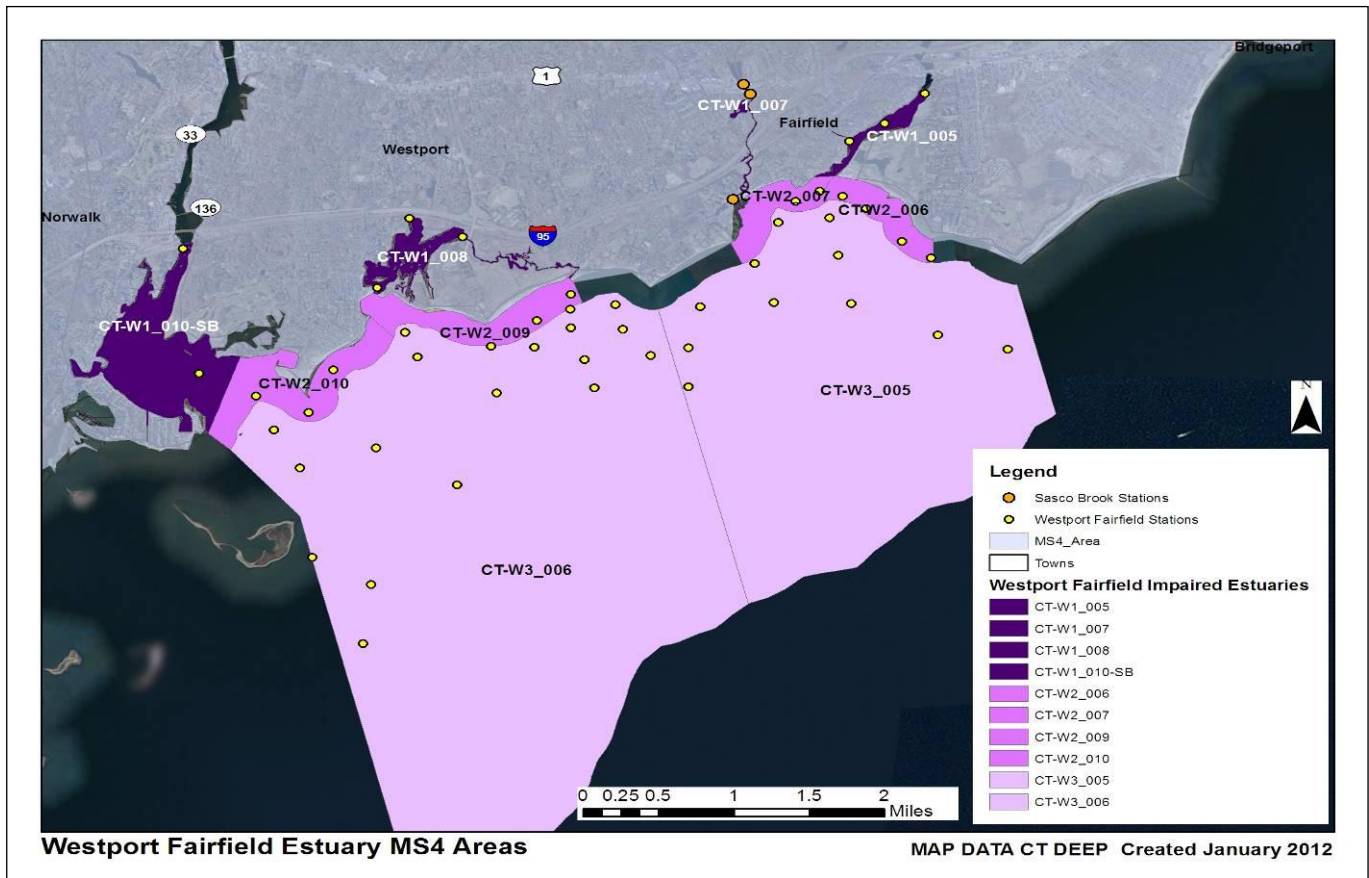 Bridgeport
1
CT-W1_007
Fairfield
CT-W1_005
33
Westport
136
Norwalk
CT-W2_007
CT-W2_006
95
CT-W1_008
CT-W1_010-SB
CT-W2_009
CT-W2_010
CT-W3_005
N
CT-W3_006
Legend
Sasco Brook Stations
Westport Fairfield Stations
MS4_Area
Towns
Westport Fairfield Impaired Estuaries
CT-W1_005
CT-W1_007
CT-W1_008
CT-W1_010-SB
CT-W2_006
CT-W2_007
CT-W2_009
CT-W2_010
CT-W3_005
CT-W3_006
0 0.25 0.5 1 1.5 2
Miles
Westport Fairfield Estuary MS4 Areas
MAP DATA CT DEEP Created January 2012